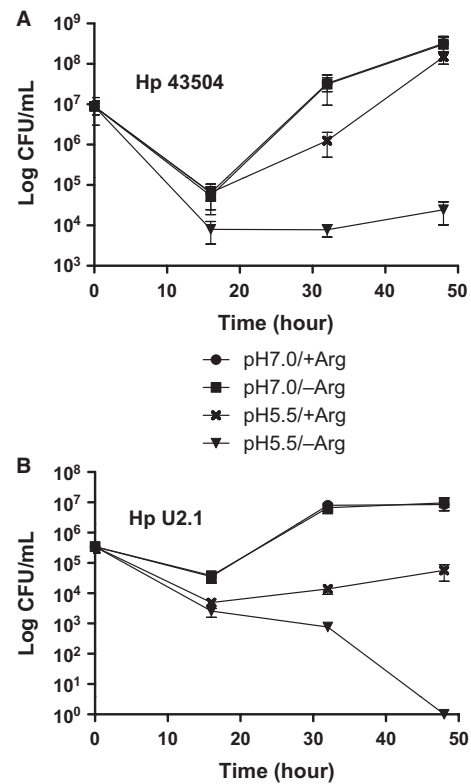 A
Hp 43504
Log CFU/mL
10⁹
10⁸
10⁷
10⁶
10⁵
10⁴
10³
0 10 20 30 40 50
Time (hour)
pH7.0/+Arg
pH7.0/–Arg
pH5.5/+Arg
pH5.5/–Arg
B
Hp U2.1
Log CFU/mL
10⁸
10⁷
10⁶
10⁵
10⁴
10³
10²
10¹
10⁰
0 10 20 30 40 50
Time (hour)